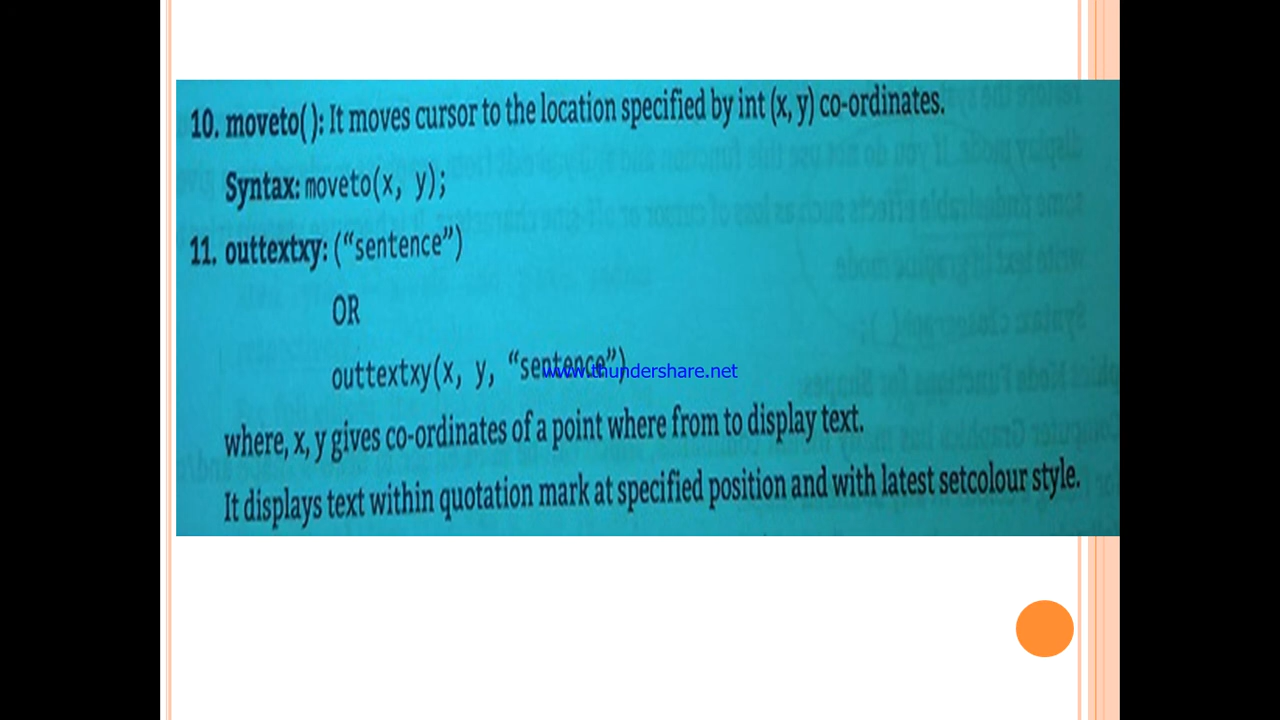 10. moveto( ): It moves cursor to the location specified by int (x, y) co-ordinates.
Syntax: moveto(x, y);
11. outtextxy: (“sentence”)
OR
outtextxy(x, y, “sentence”)
www.thundershare.net
where, x, y gives co-ordinates of a point where from to display text.
It displays text within quotation mark at specified position and with latest setcolour style.